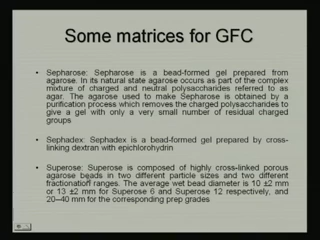 Some matrices for GFC
• Sepharose: Sepharose is a bead-formed gel prepared from
agarose. In its natural state agarose occurs as part of the complex
mixture of charged and neutral polysaccharides referred to as
agar. The agarose used to make Sepharose is obtained by a
purification process which removes the charged polysaccharides to
give a gel with only a very small number of residual charged
groups
• Sephadex: Sephadex is a bead-formed gel prepared by cross-
linking dextran with epichlorohydrin
• Superose: Superose is composed of highly cross-linked porous
agarose beads in two different particle sizes and two different
fractionation ranges. The average wet bead diameter is 10 ±2 mm
or 13 ±2 mm for Superose 6 and Superose 12 respectively, and
20–40 mm for the corresponding prep grades